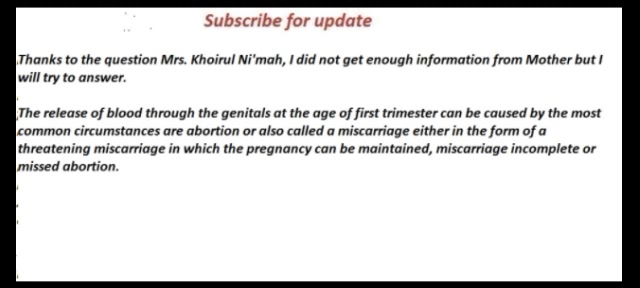 Subscribe for update
Thanks to the question Mrs. Khoirul Ni'mah, I did not get enough information from Mother but I
will try to answer.
The release of blood through the genitals at the age of first trimester can be caused by the most
common circumstances are abortion or also called a miscarriage either in the form of a
threatening miscarriage in which the pregnancy can be maintained, miscarriage incomplete or
missed abortion.